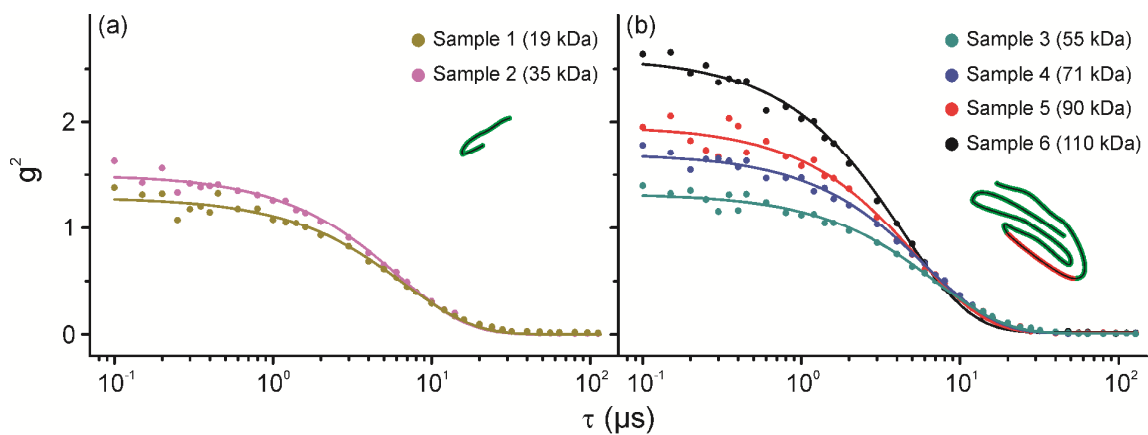 (a)
Sample 1 (19 kDa)
Sample 2 (35 kDa)
(b)
Sample 3 (55 kDa)
Sample 4 (71 kDa)
Sample 5 (90 kDa)
Sample 6 (110 kDa)
g²
2
1
0
10⁻¹ 10⁰ 10¹ 10² 10⁻¹ 10⁰ 10¹ 10²
τ (μs)